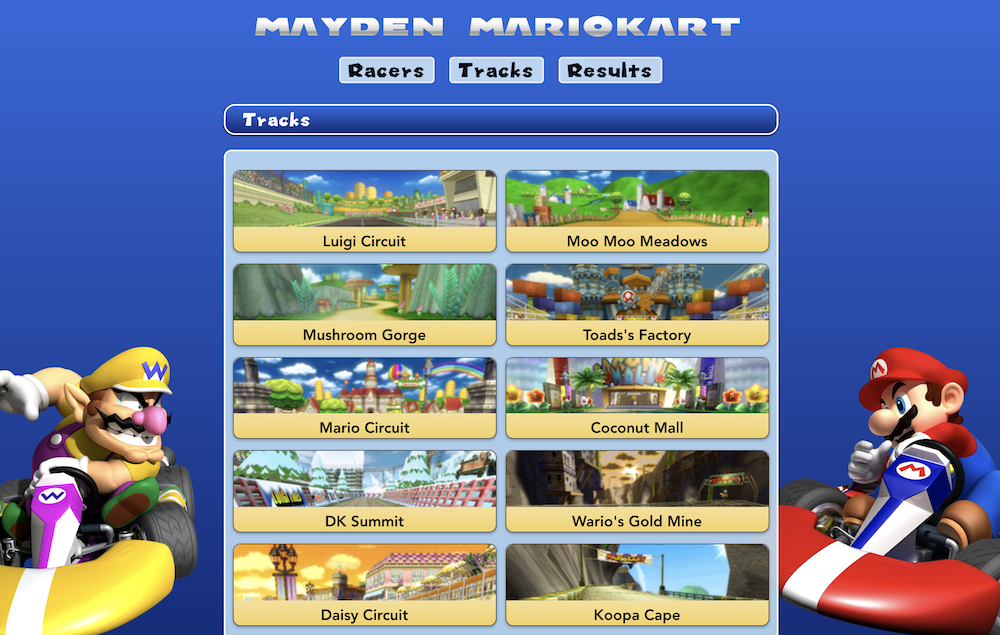 MAYDEN MARIOKART
Racers Tracks Results
Tracks
Luigi Circuit Moo Moo Meadows
Mushroom Gorge Toads's Factory
Mario Circuit Coconut Mall
DK Summit Wario's Gold Mine
Daisy Circuit Koopa Cape
W
M
W
M